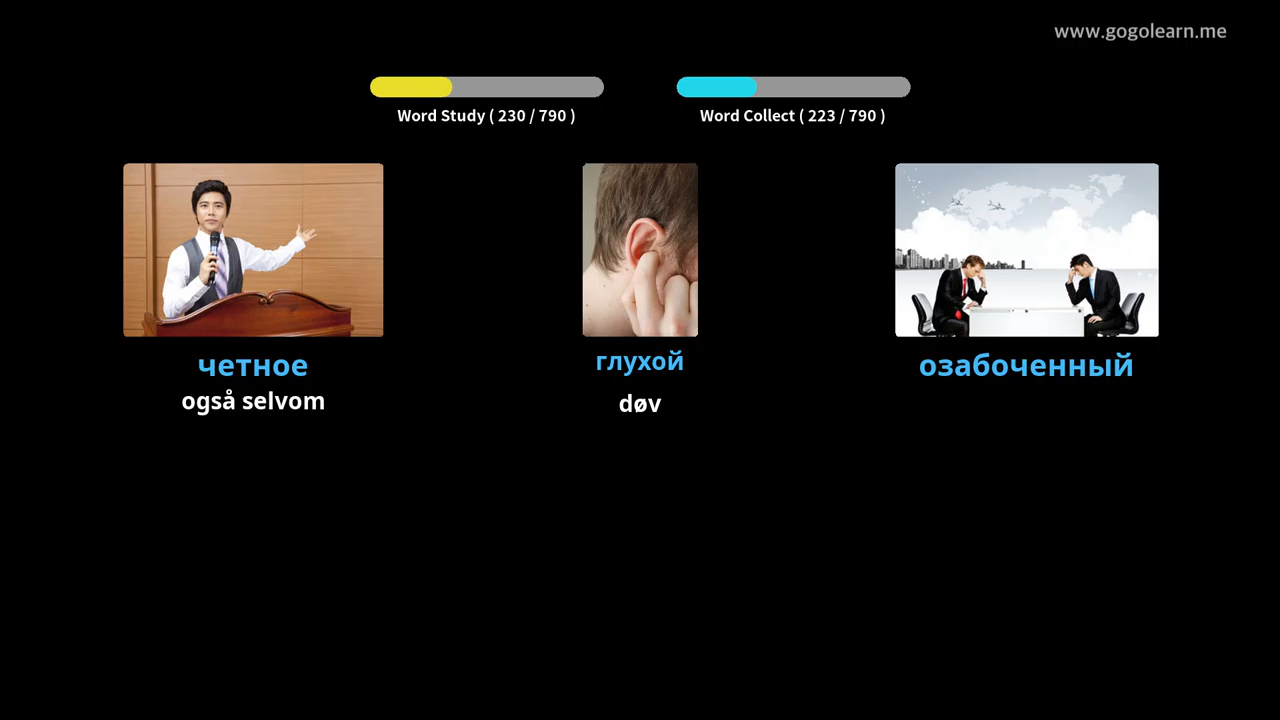 www.gogolearn.me
Word Study ( 230 / 790 )
Word Collect ( 223 / 790 )
четное
også selvom
глухой
døv
озабоченный